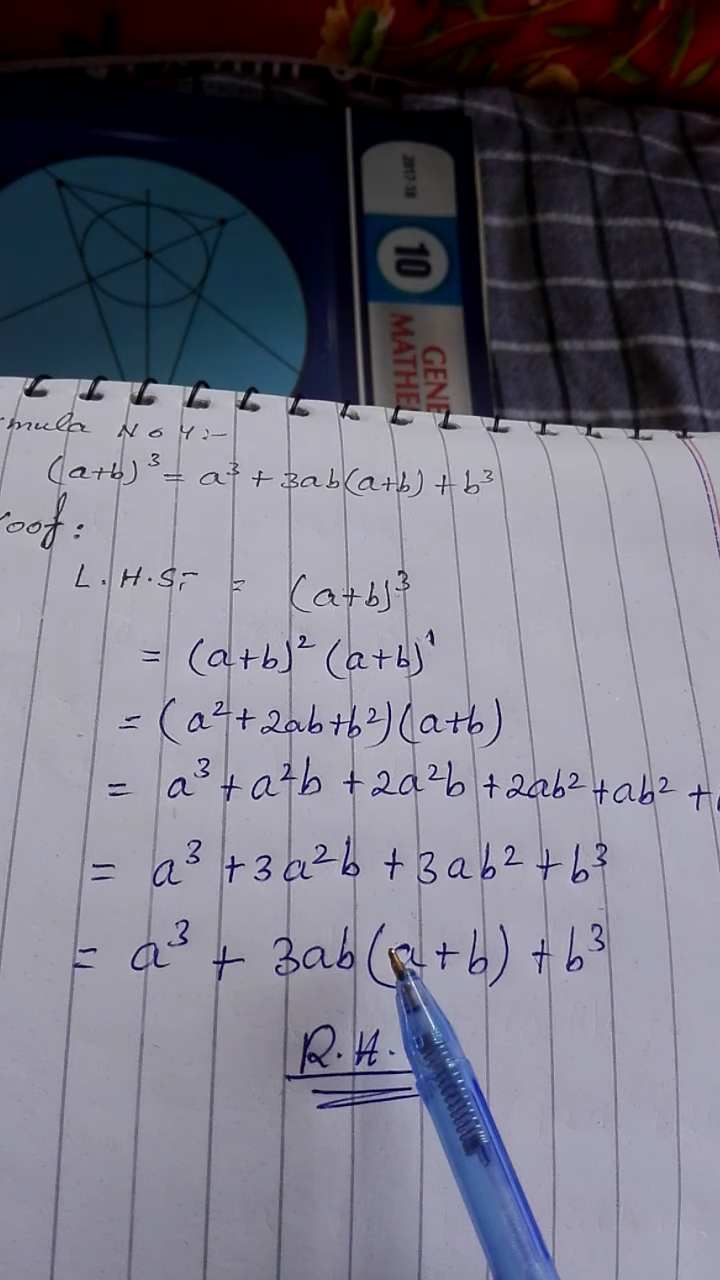 2017-18
10
GENE
MATHE
mula No 4:-
(a+b)³ = a³ + 3ab(a+b) + b³
roof:
L.H.S:- = (a+b)³
= (a+b)² (a+b)¹
= (a²+2ab+b²)(a+b)
= a³ + a²b + 2a²b + 2ab² + ab² +
= a³ + 3a²b + 3ab² + b³
= a³ + 3ab(a+b) + b³
R.H.